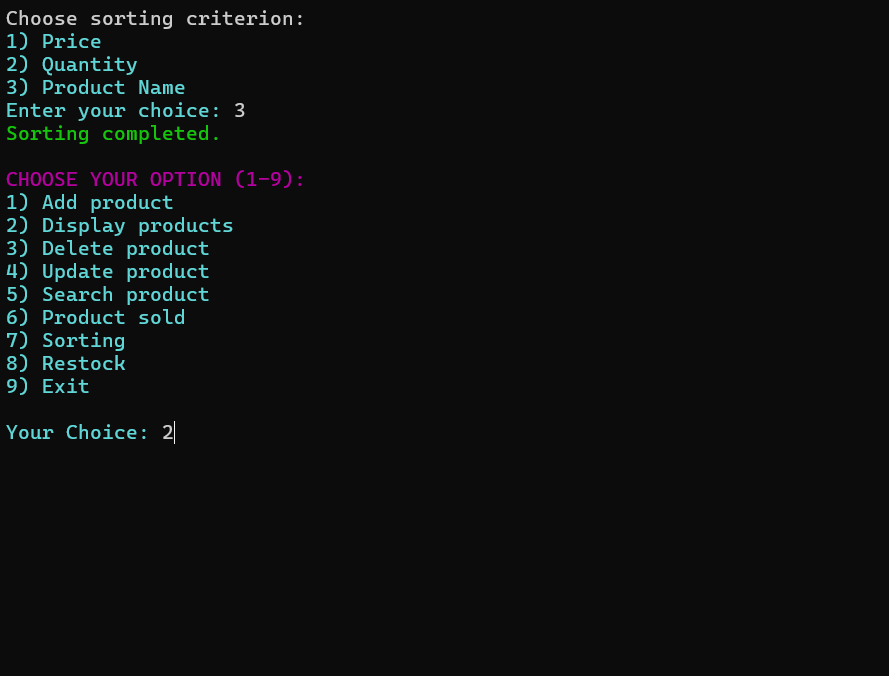 Choose sorting criterion:
1) Price
2) Quantity
3) Product Name
Enter your choice: 3
Sorting completed.
CHOOSE YOUR OPTION (1-9):
1) Add product
2) Display products
3) Delete product
4) Update product
5) Search product
6) Product sold
7) Sorting
8) Restock
9) Exit
Your Choice: 2